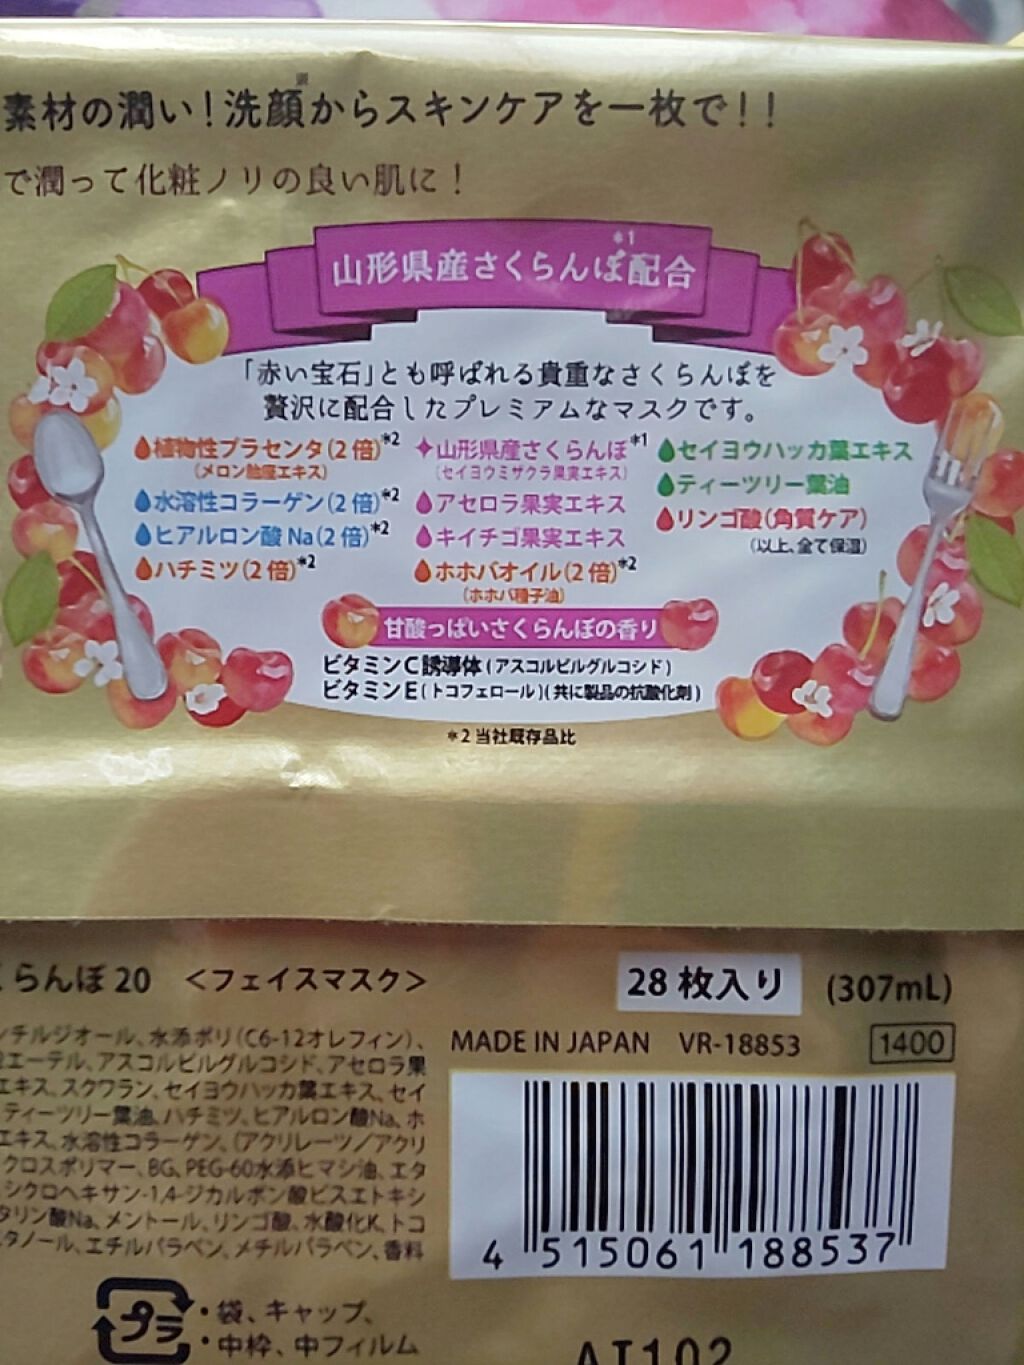 素材の潤い!洗顔からスキンケアを一枚で!!
で潤って化粧ノリの良い肌に!
山形県産さくらんぼ*1配合
「赤い宝石」とも呼ばれる貴重なさくらんぼを
贅沢に配合したプレミアムなマスクです。
植物性プラセンタ(2倍)*2
(メロン胎座エキス)
水溶性コラーゲン(2倍)*2
ヒアルロン酸Na(2倍)*2
ハチミツ(2倍)*2
山形県産さくらんぼ*1
(セイヨウミザクラ果実エキス)
アセロラ果実エキス
キイチゴ果実エキス
ホホバオイル(2倍)*2
(ホホバ種子油)
セイヨウハッカ葉エキス
ティーツリー葉油
リンゴ酸(角質ケア)
(以上、全て保湿)
甘酸っぱいさくらんぼの香り
ビタミンC誘導体(アスコルビルグルコシド)
ビタミンE(トコフェロール)(共に製品の抗酸化剤)
*2当社既存品比
らんぼ20 <フェイスマスク>
28枚入り (307mL)
チルジオール、水添ポリ(C6-12オレフィン)、
エーテル、アスコルビルグルコシド、アセロラ果
エキス、スクワラン、セイヨウハッカ葉エキス、セイ
ティーツリー葉油、ハチミツ、ヒアルロン酸Na、ホ
エキス、水溶性コラーゲン、(アクリレーツ/アクリ
クロスポリマー、BG、PEG-60水添ヒマシ油、エタ
シクロヘキサン-1,4-ジカルボン酸ビスエトキシ
タリン酸Na、メントール、リンゴ酸、水酸化K、トコ
タノール、エチルパラベン、メチルパラベン、香料
MADE IN JAPAN VR-18853 1400
4 515061 188537
プラ
・袋、キャップ、
・中枠、中フィルム
AT102